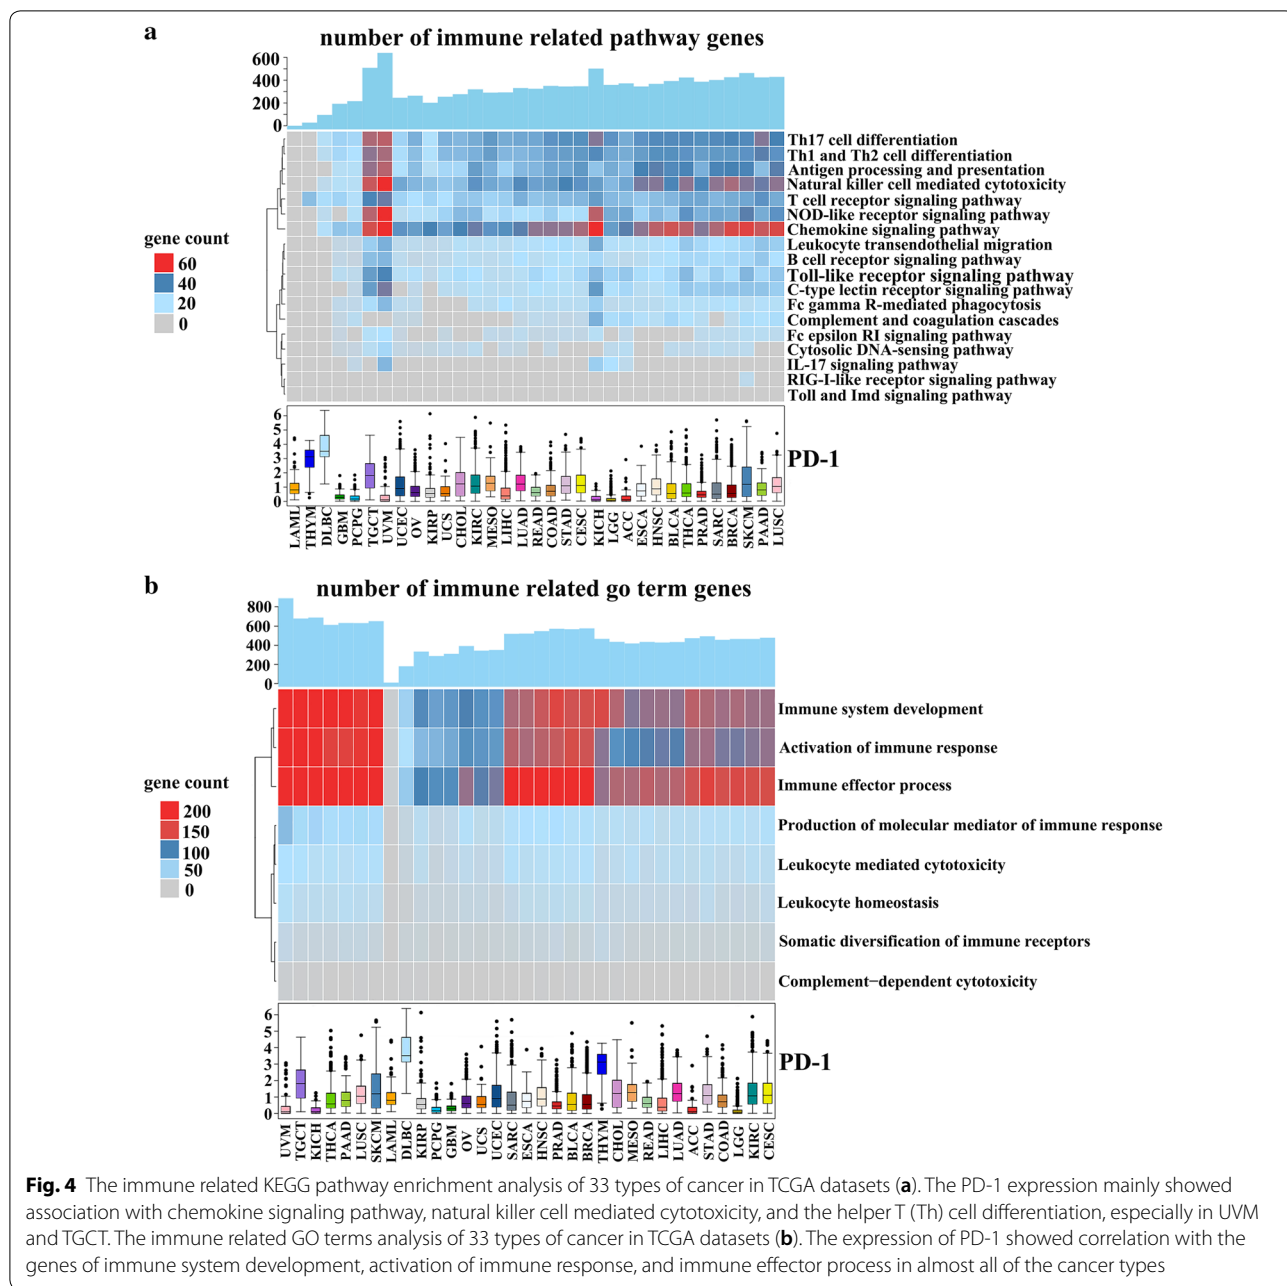 a
number of immune related pathway genes
600
400
200
0
Th17 cell differentiation
Th1 and Th2 cell differentiation
Antigen processing and presentation
Natural killer cell mediated cytotoxicity
T cell receptor signaling pathway
NOD-like receptor signaling pathway
Chemokine signaling pathway
Leukocyte transendothelial migration
B cell receptor signaling pathway
Toll-like receptor signaling pathway
C-type lectin receptor signaling pathway
Fc gamma R-mediated phagocytosis
Complement and coagulation cascades
Fc epsilon RI signaling pathway
Cytosolic DNA-sensing pathway
IL-17 signaling pathway
RIG-I-like receptor signaling pathway
Toll and Imd signaling pathway
gene count
60
40
20
0
6
5
4
3
2
1
0
PD-1
LAML THYM DLBC GBM PCPG TGCT UVM UCEC OV KIRP UCS CHOL KIRC MESO LIHC LUAD READ COAD STAD CESC KICH LGG ACC ESCA HNSC BLCA THCA PRAD SARC BRCA SKCM PAAD LUSC
b
number of immune related go term genes
800
600
400
200
0
Immune system development
Activation of immune response
Immune effector process
Production of molecular mediator of immune response
Leukocyte mediated cytotoxicity
Leukocyte homeostasis
Somatic diversification of immune receptors
Complement−dependent cytotoxicity
gene count
200
150
100
50
0
6
5
4
3
2
1
0
PD-1
UVM TGCT KICH THCA PAAD LUSC SKCM LAML DLBC KIRP PCPG GBM OV UCS UCEC SARC ESCA HNSC PRAD BLCA BRCA THYM CHOL MESO READ LIHC LUAD ACC STAD COAD LGG KIRC CESC
Fig. 4 The immune related KEGG pathway enrichment analysis of 33 types of cancer in TCGA datasets (a). The PD-1 expression mainly showed
association with chemokine signaling pathway, natural killer cell mediated cytotoxicity, and the helper T (Th) cell differentiation, especially in UVM
and TGCT. The immune related GO terms analysis of 33 types of cancer in TCGA datasets (b). The expression of PD-1 showed correlation with the
genes of immune system development, activation of immune response, and immune effector process in almost all of the cancer types